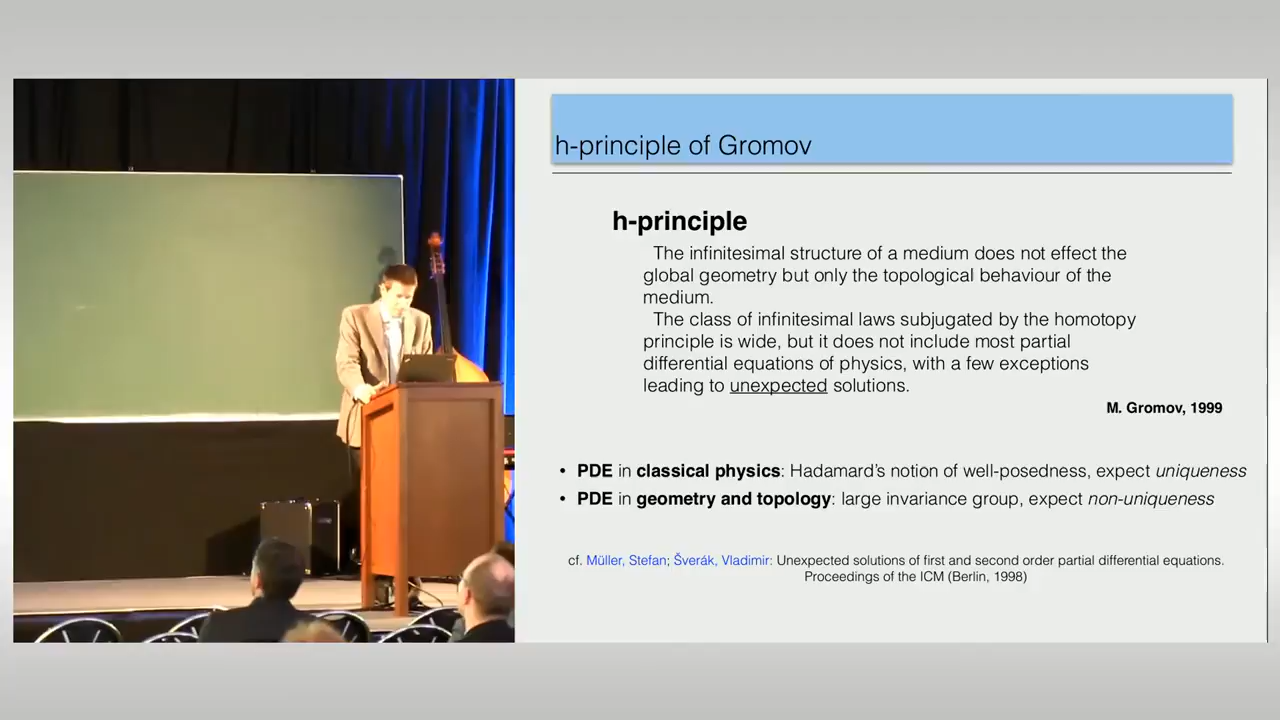 h-principle of Gromov
h-principle
The infinitesimal structure of a medium does not effect the
global geometry but only the topological behaviour of the
medium.
The class of infinitesimal laws subjugated by the homotopy
principle is wide, but it does not include most partial
differential equations of physics, with a few exceptions
leading to unexpected solutions.
M. Gromov, 1999
• PDE in classical physics: Hadamard's notion of well-posedness, expect uniqueness
• PDE in geometry and topology: large invariance group, expect non-uniqueness
cf. Müller, Stefan; Šverák, Vladimir: Unexpected solutions of first and second order partial differential equations.
Proceedings of the ICM (Berlin, 1998)